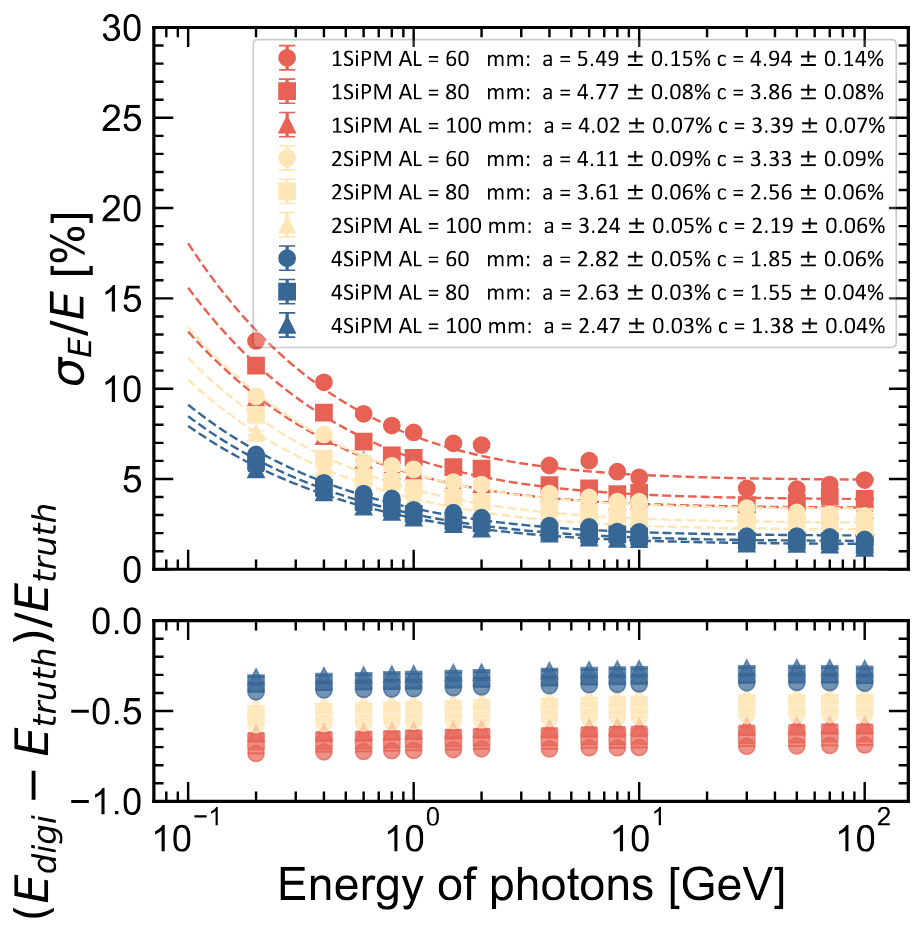 30
25
20
15
10
5
0
σ_E/E [%]
1SiPM AL = 60 mm: a = 5.49 ± 0.15% c = 4.94 ± 0.14%
1SiPM AL = 80 mm: a = 4.77 ± 0.08% c = 3.86 ± 0.08%
1SiPM AL = 100 mm: a = 4.02 ± 0.07% c = 3.39 ± 0.07%
2SiPM AL = 60 mm: a = 4.11 ± 0.09% c = 3.33 ± 0.09%
2SiPM AL = 80 mm: a = 3.61 ± 0.06% c = 2.56 ± 0.06%
2SiPM AL = 100 mm: a = 3.24 ± 0.05% c = 2.19 ± 0.06%
4SiPM AL = 60 mm: a = 2.82 ± 0.05% c = 1.85 ± 0.06%
4SiPM AL = 80 mm: a = 2.63 ± 0.03% c = 1.55 ± 0.04%
4SiPM AL = 100 mm: a = 2.47 ± 0.03% c = 1.38 ± 0.04%
(E_digi − E_truth)/E_truth
0.0
−0.5
−1.0
10⁻¹ 10⁰ 10¹ 10²
Energy of photons [GeV]